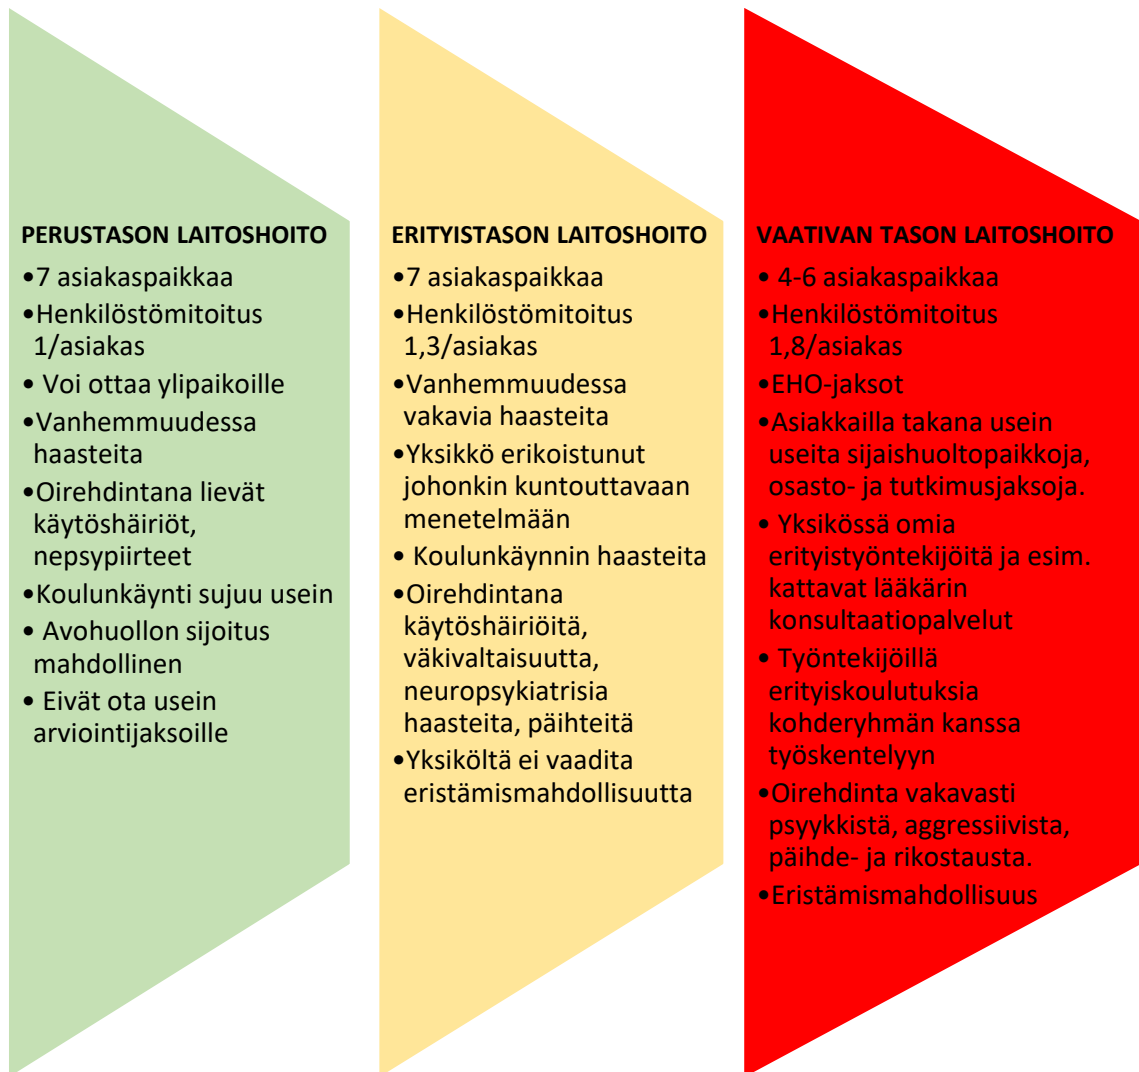 PERUSTASON LAITOSHOITO
•7 asiakaspaikkaa
•Henkilöstömitoitus
1/asiakas
• Voi ottaa ylipaikoille
•Vanhemmuudessa
haasteita
•Oirehdintana lievät
käytöshäiriöt,
nepsypiirteet
•Koulunkäynti sujuu usein
• Avohuollon sijoitus
mahdollinen
• Eivät ota usein
arviointijaksoille
ERITYISTASON LAITOSHOITO
•7 asiakaspaikkaa
•Henkilöstömitoitus
1,3/asiakas
•Vanhemmuudessa
vakavia haasteita
•Yksikkö erikoistunut
johonkin kuntouttavaan
menetelmään
• Koulunkäynnin haasteita
•Oirehdintana
käytöshäiriöitä,
väkivaltaisuutta,
neuropsykiatrisia
haasteita, päihteitä
•Yksiköltä ei vaadita
eristämismahdollisuutta
VAATIVAN TASON LAITOSHOITO
• 4-6 asiakaspaikkaa
•Henkilöstömitoitus
1,8/asiakas
•EHO-jaksot
•Asiakkailla takana usein
useita sijaishuoltopaikkoja,
osasto- ja tutkimusjaksoja.
• Yksikössä omia
erityistyöntekijöitä ja esim.
kattavat lääkärin
konsultaatiopalvelut
• Työntekijöillä
erityiskoulutuksia
kohderyhmän kanssa
työskentelyyn
•Oirehdinta vakavasti
psyykkistä, aggressiivista,
päihde- ja rikostausta.
•Eristämismahdollisuus